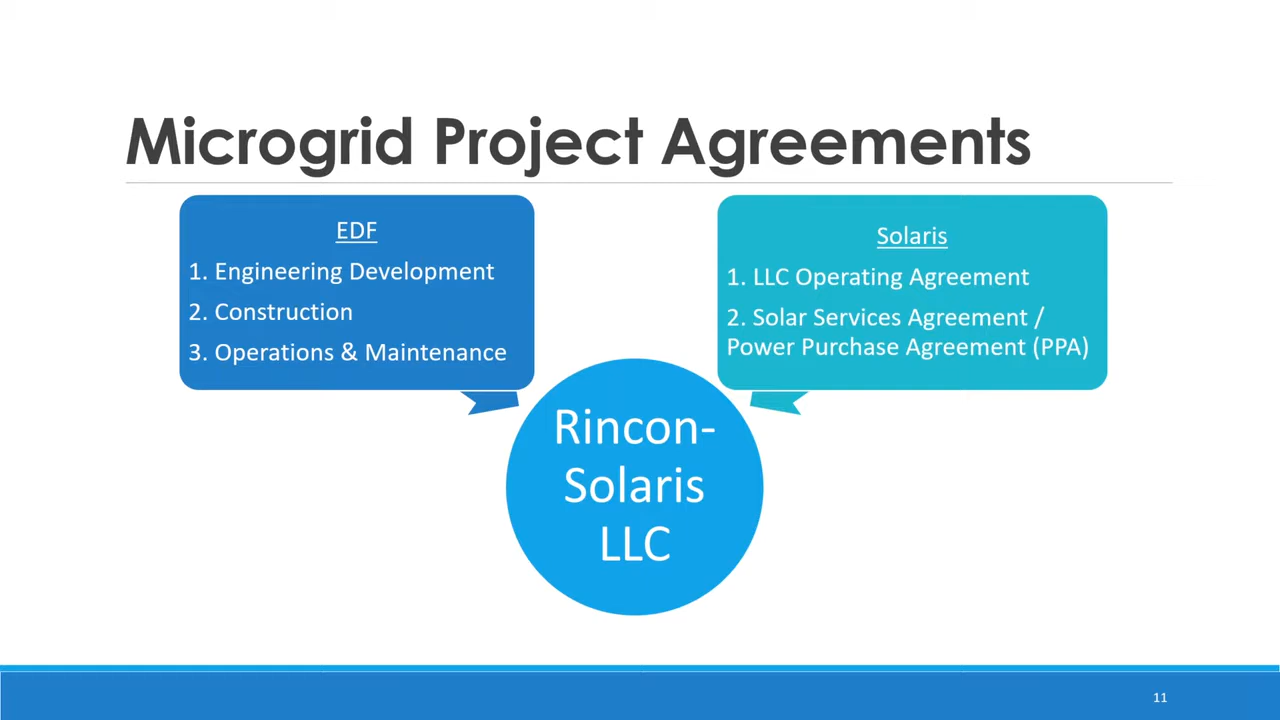 Microgrid Project Agreements
EDF
1. Engineering Development
2. Construction
3. Operations & Maintenance
Solaris
1. LLC Operating Agreement
2. Solar Services Agreement /
Power Purchase Agreement (PPA)
Rincon-
Solaris
LLC
11